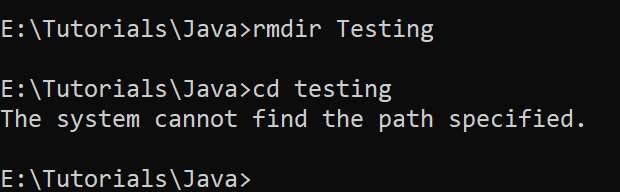 E:\Tutorials\Java>rmdir Testing
E:\Tutorials\Java>cd testing
The system cannot find the path specified.
E:\Tutorials\Java>